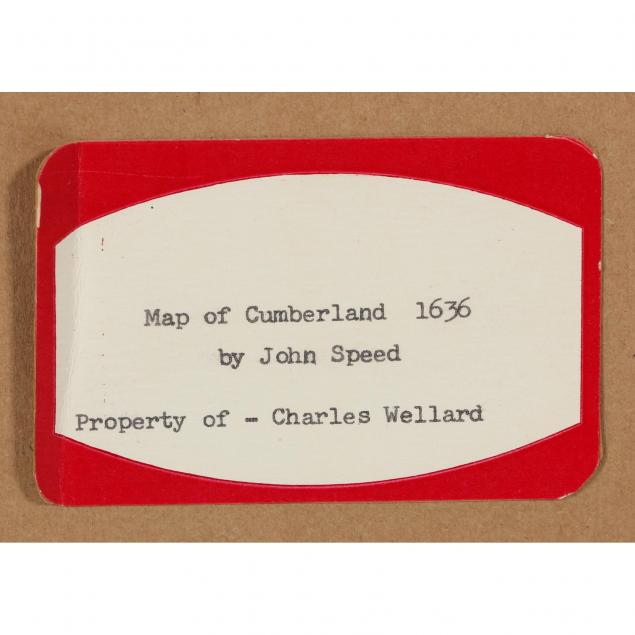 Map of Cumberland 1636
by John Speed
Property of - Charles Wellard